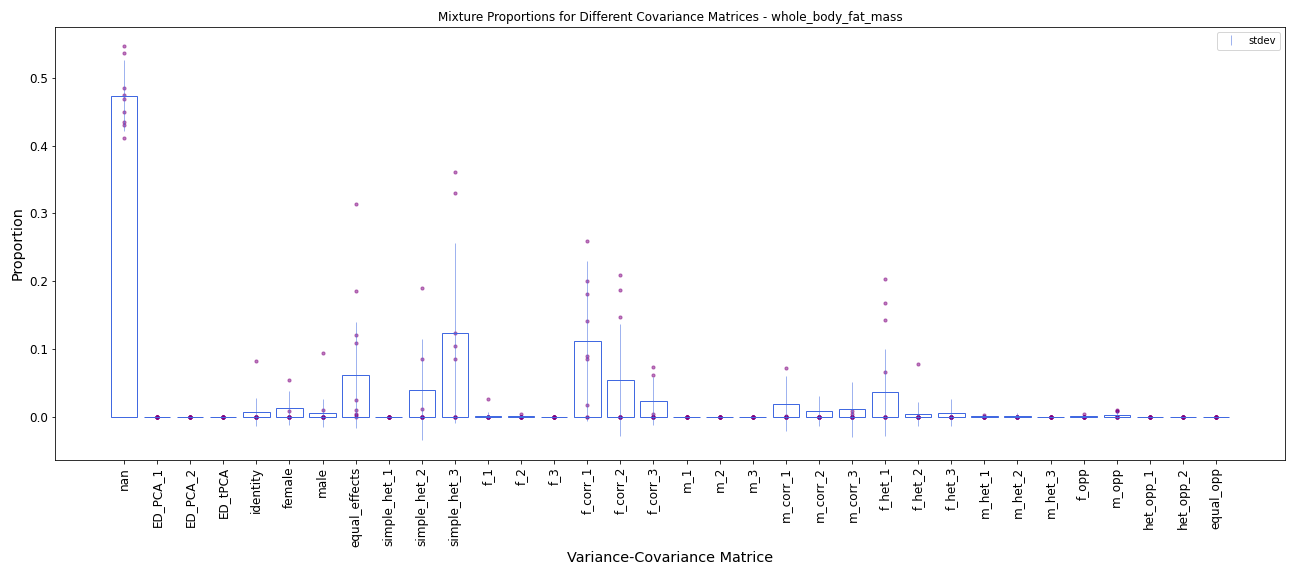 Mixture Proportions for Different Covariance Matrices - whole_body_fat_mass
stdev
Proportion
0.5
0.4
0.3
0.2
0.1
0.0
nan
ED_PCA_1
ED_PCA_2
ED_tPCA
identity
female
male
equal_effects
simple_het_1
simple_het_2
simple_het_3
f_1
f_2
f_3
f_corr_1
f_corr_2
f_corr_3
m_1
m_2
m_3
m_corr_1
m_corr_2
m_corr_3
f_het_1
f_het_2
f_het_3
m_het_1
m_het_2
m_het_3
f_opp
m_opp
het_opp_1
het_opp_2
equal_opp
Variance-Covariance Matrice